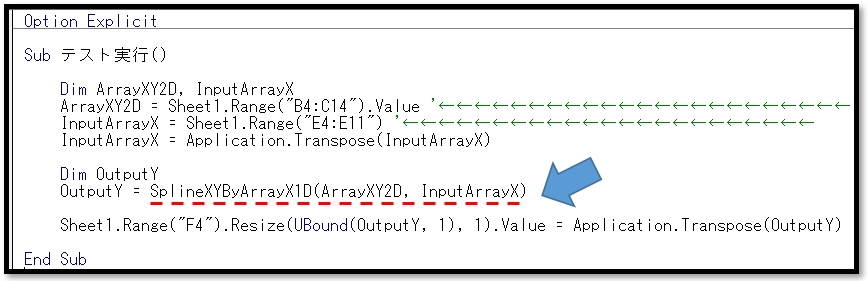 Option Explicit
Sub テスト実行()
Dim ArrayXY2D, InputArrayX
ArrayXY2D = Sheet1.Range("B4:C14").Value '←←←←←←←←←←←←←←←←←←←←←←←
InputArrayX = Sheet1.Range("E4:E11") '←←←←←←←←←←←←←←←←←←←←←←←
InputArrayX = Application.Transpose(InputArrayX)
Dim OutputY
OutputY = SplineXYByArrayX1D(ArrayXY2D, InputArrayX)
Sheet1.Range("F4").Resize(UBound(OutputY, 1), 1).Value = Application.Transpose(OutputY)
End Sub